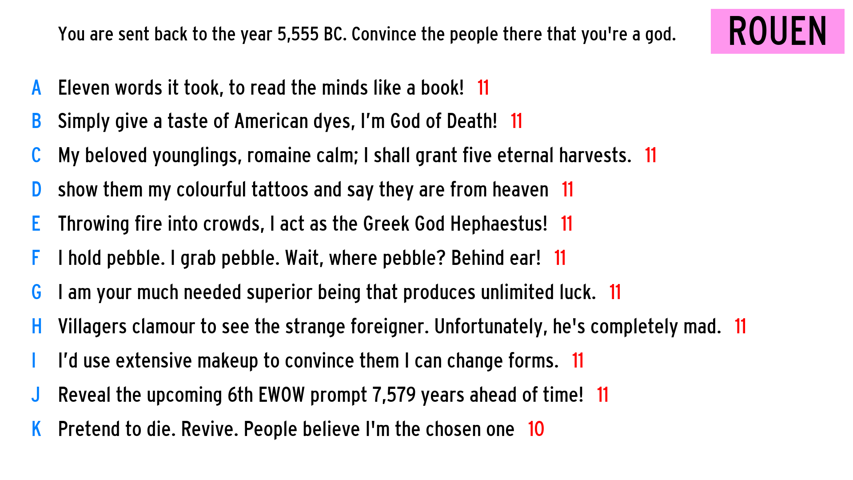 You are sent back to the year 5,555 BC. Convince the people there that you're a god.
ROUEN
A Eleven words it took, to read the minds like a book! 11
B Simply give a taste of American dyes, I'm God of Death! 11
C My beloved younglings, romaine calm; I shall grant five eternal harvests. 11
D show them my colourful tattoos and say they are from heaven 11
E Throwing fire into crowds, I act as the Greek God Hephaestus! 11
F I hold pebble. I grab pebble. Wait, where pebble? Behind ear! 11
G I am your much needed superior being that produces unlimited luck. 11
H Villagers clamour to see the strange foreigner. Unfortunately, he's completely mad. 11
I I'd use extensive makeup to convince them I can change forms. 11
J Reveal the upcoming 6th EWOW prompt 7,579 years ahead of time! 11
K Pretend to die. Revive. People believe I'm the chosen one 10